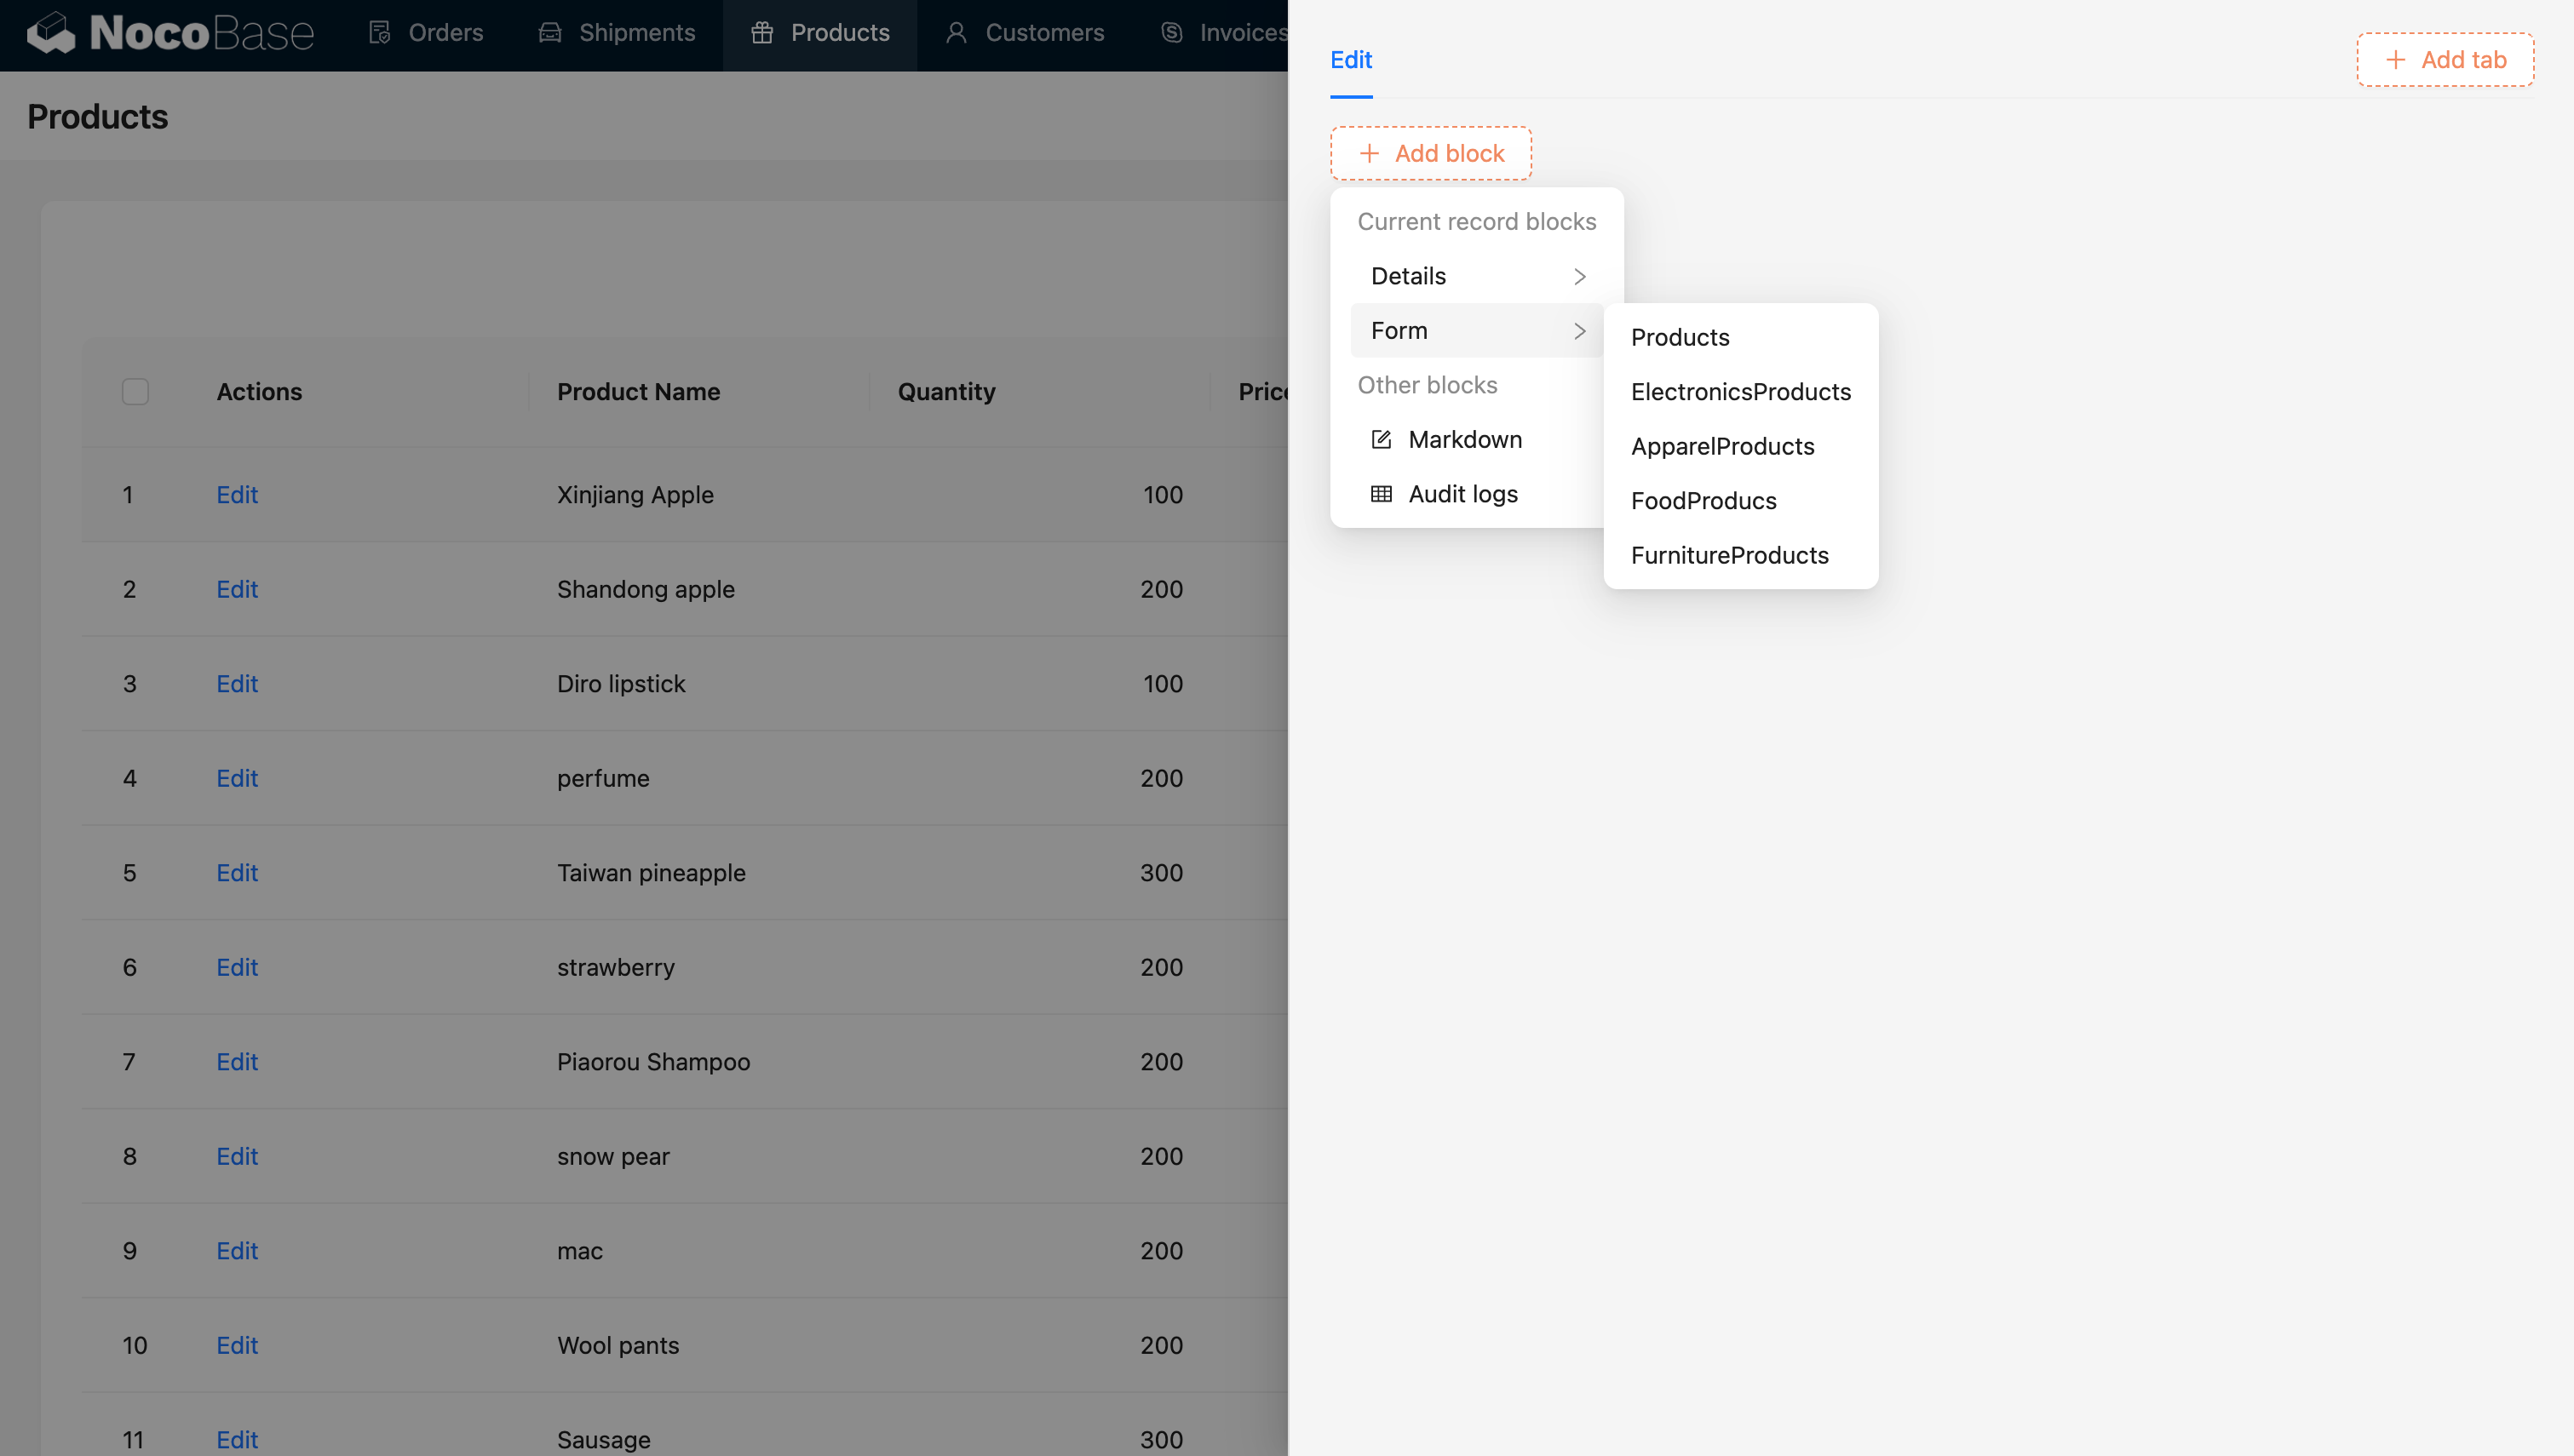 NocoBase Orders Shipments Products Customers Invoices
Products
Actions Product Name Quantity Price
1 Edit Xinjiang Apple 100
2 Edit Shandong apple 200
3 Edit Diro lipstick 100
4 Edit perfume 200
5 Edit Taiwan pineapple 300
6 Edit strawberry 200
7 Edit Piaorou Shampoo 200
8 Edit snow pear 200
9 Edit mac 200
10 Edit Wool pants 200
11 Edit Sausage 300
Edit
Add tab
Add block
Current record blocks
Details
Form
Other blocks
Markdown
Audit logs
Products
ElectronicsProducts
ApparelProducts
FoodProducs
FurnitureProducts